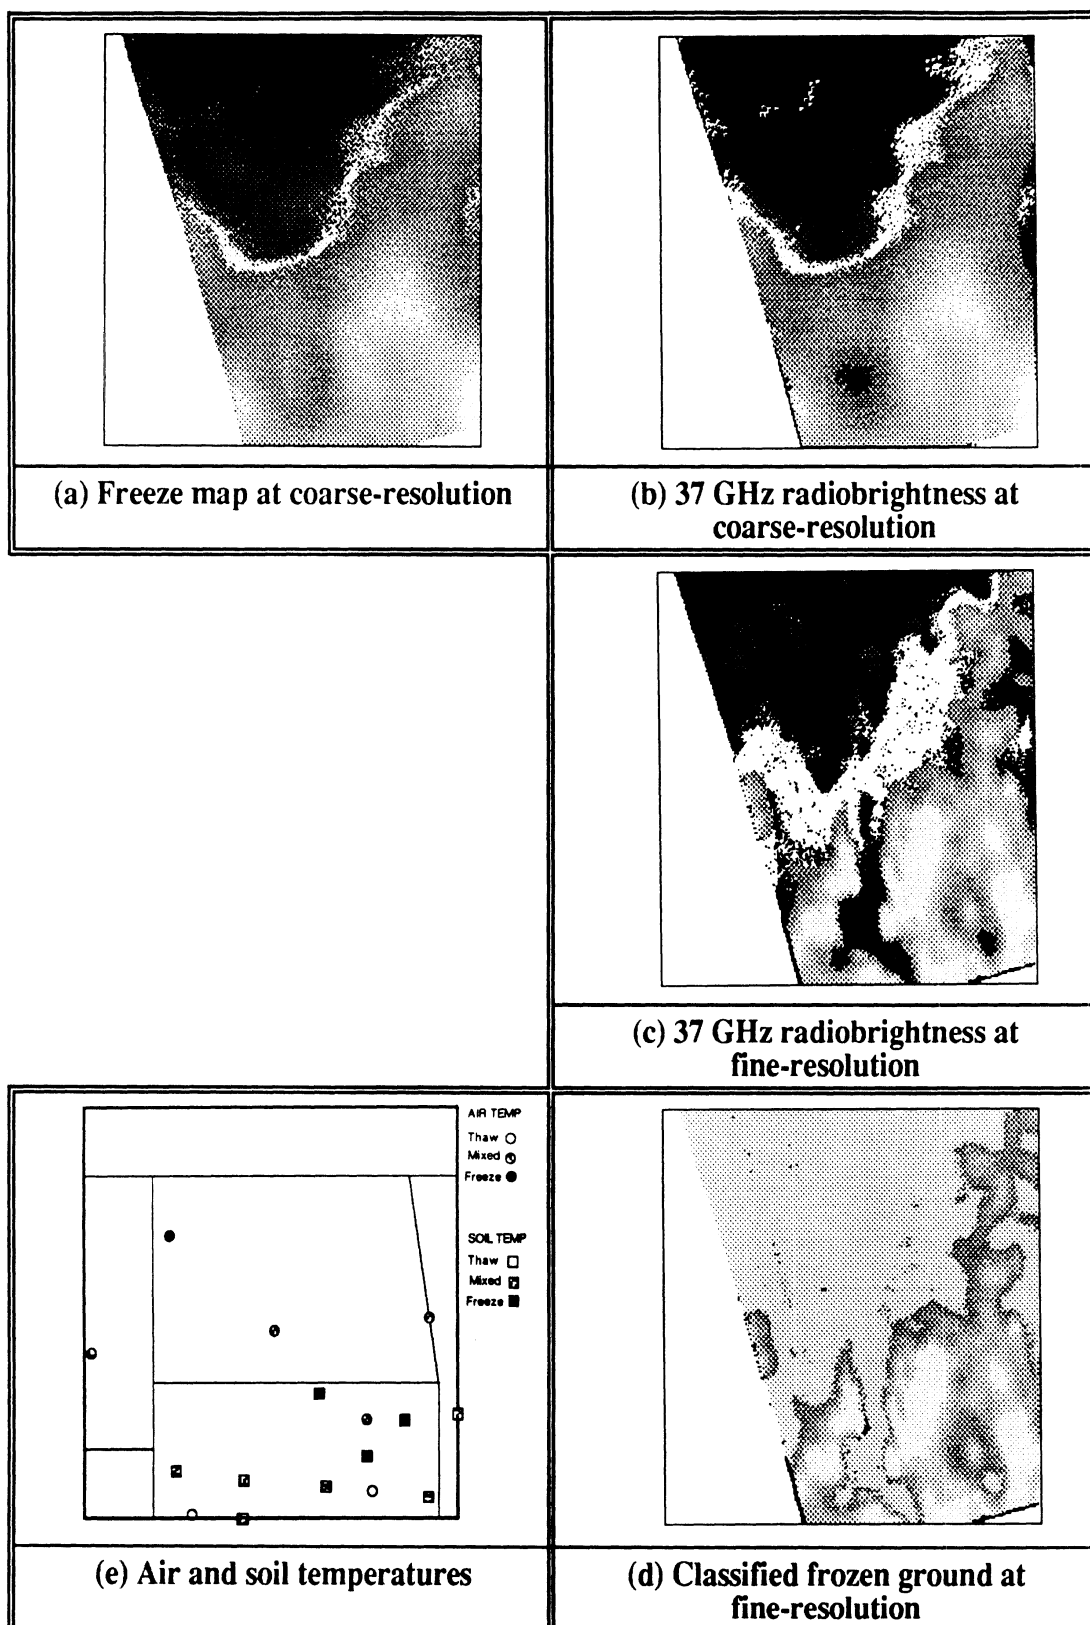 (a) Freeze map at coarse-resolution
(b) 37 GHz radiobrightness at
coarse-resolution
(c) 37 GHz radiobrightness at
fine-resolution
AIR TEMP
Thaw
Mixed
Freeze
SOIL TEMP
Thaw
Mixed
Freeze
(e) Air and soil temperatures
(d) Classified frozen ground at
fine-resolution